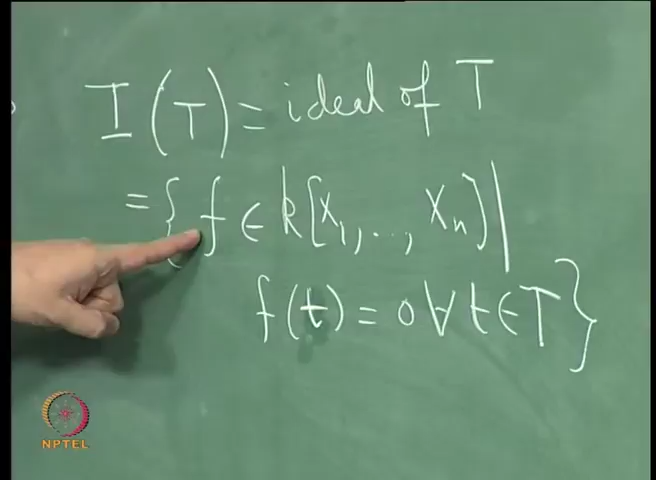 I(T) = ideal of T
= { f ∈ k[X₁, ..., Xₙ] |
f(t) = 0 ∀ t ∈ T }
NPTEL